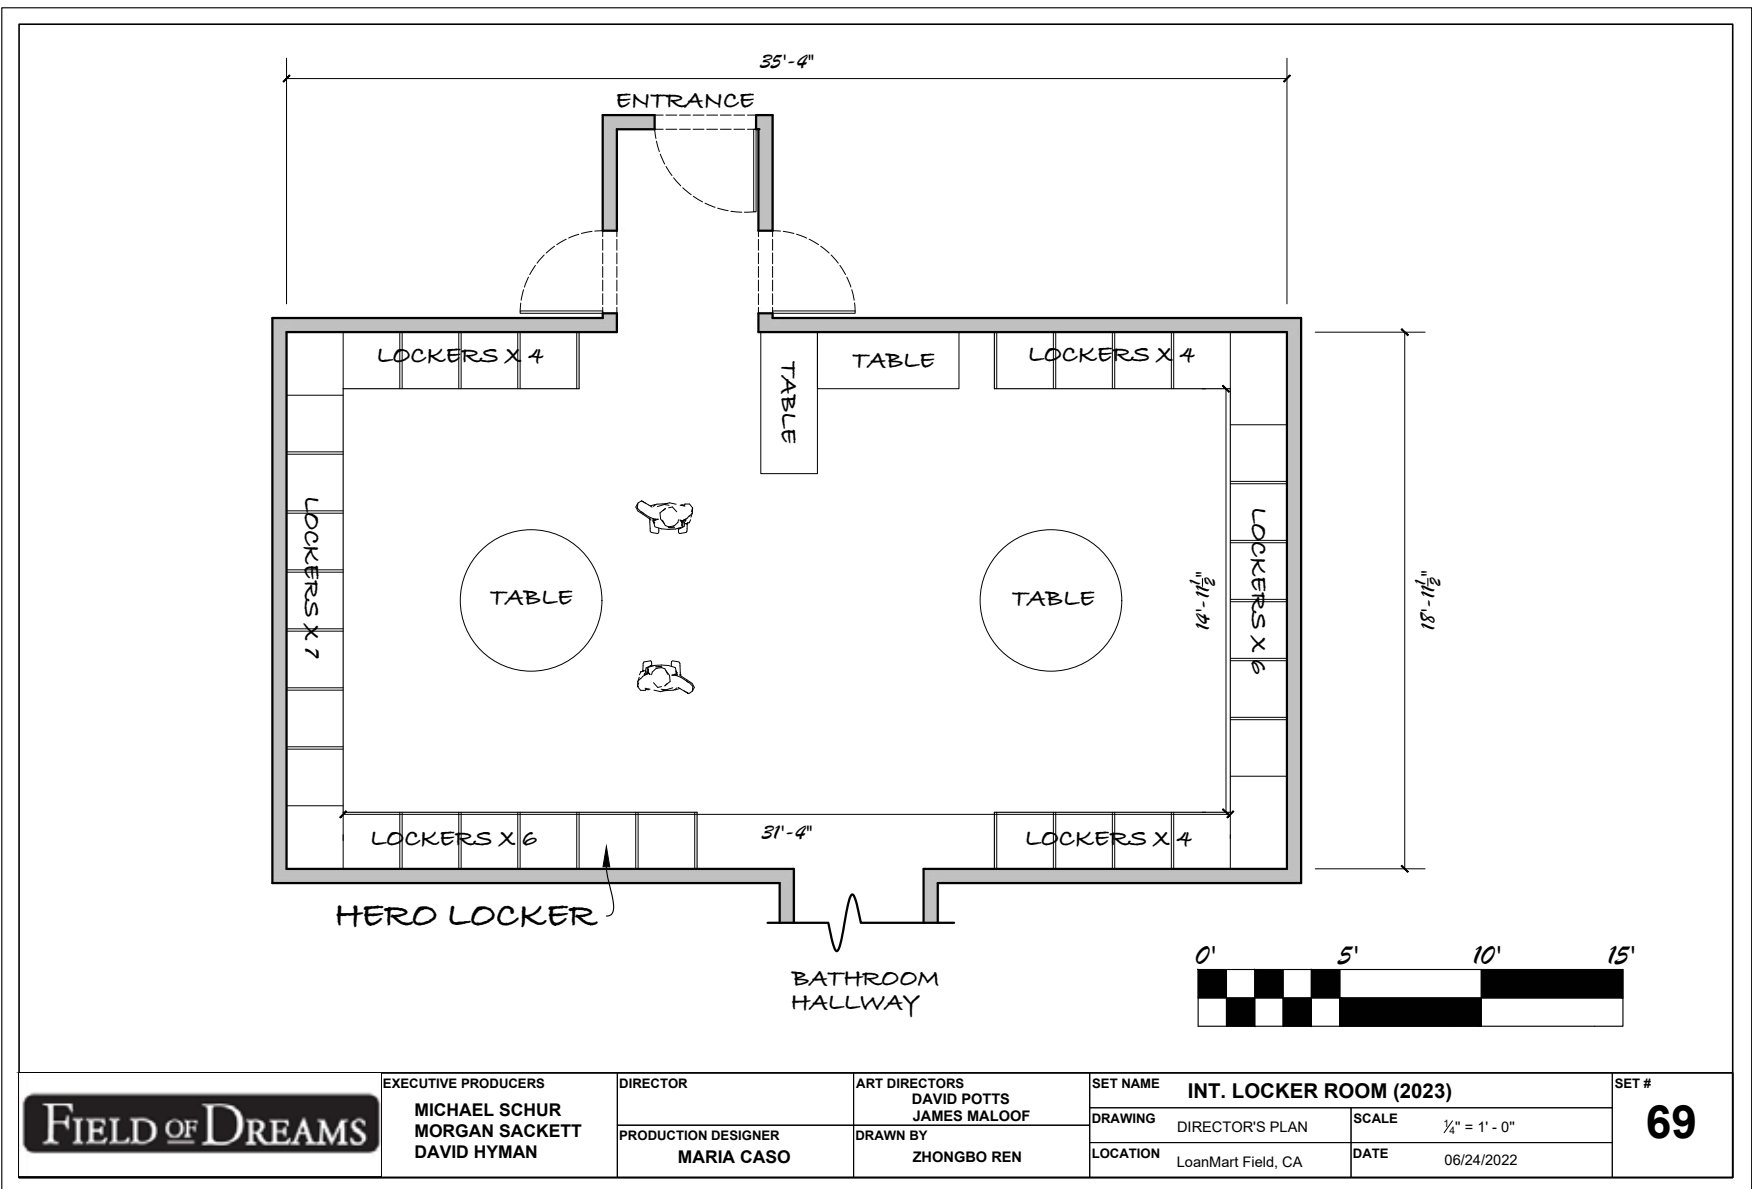 35'-4"
ENTRANCE
LOCKERS X 4
TABLE
TABLE
LOCKERS X 4
LOCKERS X 7
TABLE
TABLE
14'-11½"
LOCKERS X 6
18'-11½"
LOCKERS X 6
31'-4"
LOCKERS X 4
HERO LOCKER
BATHROOM
HALLWAY
0' 5' 10' 15'
FIELD OF DREAMS
EXECUTIVE PRODUCERS
MICHAEL SCHUR
MORGAN SACKETT
DAVID HYMAN
DIRECTOR
PRODUCTION DESIGNER
MARIA CASO
ART DIRECTORS
DAVID POTTS
JAMES MALOOF
DRAWN BY
ZHONGBO REN
SET NAME INT. LOCKER ROOM (2023)
DRAWING DIRECTOR'S PLAN
SCALE ¼" = 1' - 0"
LOCATION LoanMart Field, CA
DATE 06/24/2022
SET #
69